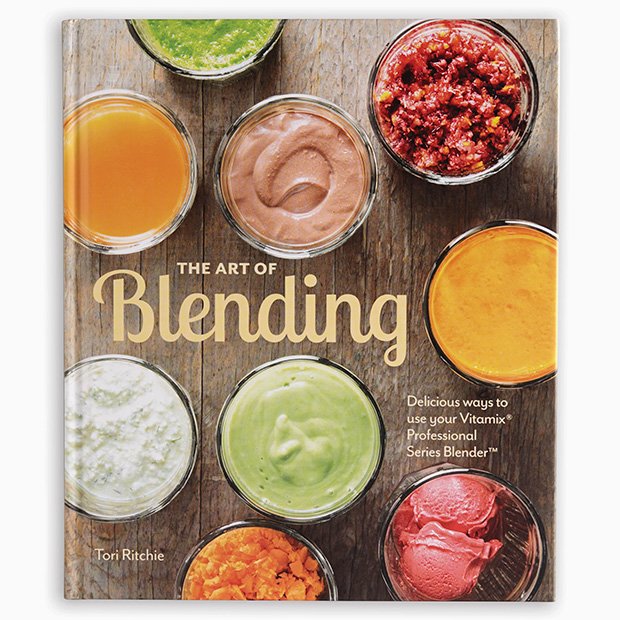 THE ART OF
Blending
Delicious ways to
use your Vitamix®
Professional
Series Blender™
Tori Ritchie